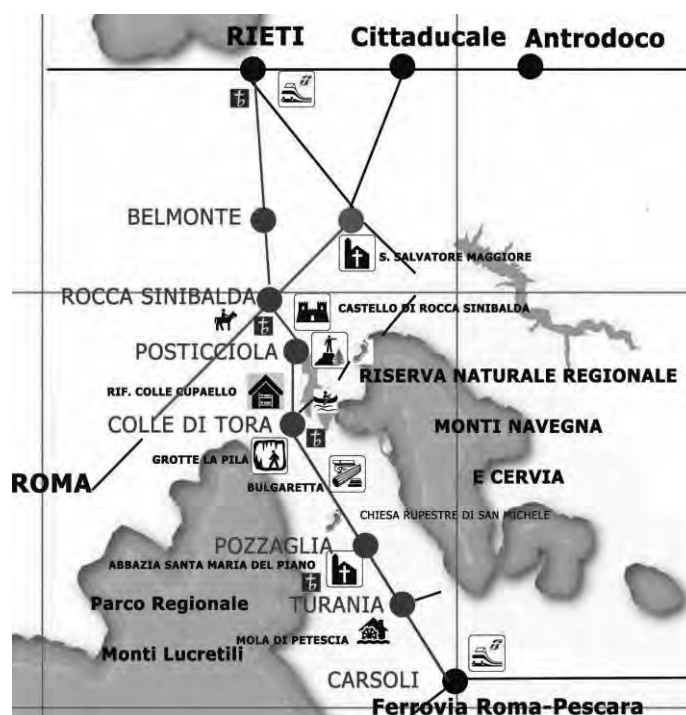 RIETI Cittaducale Antrodoco
BELMONTE
S. SALVATORE MAGGIORE
ROCCA SINIBALDA
CASTELLO DI ROCCA SINIBALDA
POSTICCIOLA
RISERVA NATURALE REGIONALE
RIF. COLLE CUPAELLO
COLLE DI TORA
MONTI NAVEGNA
GROTTE LA PILA
E CERVIA
ROMA
BULGARETTA
CHIESA RUPESTRE DI SAN MICHELE
POZZAGLIA
ABBAZIA SANTA MARIA DEL PIANO
Parco Regionale
TURANIA
MOLA DI PETESCIA
Monti Lucretili
CARSOLI
Ferrovia Roma-Pescara